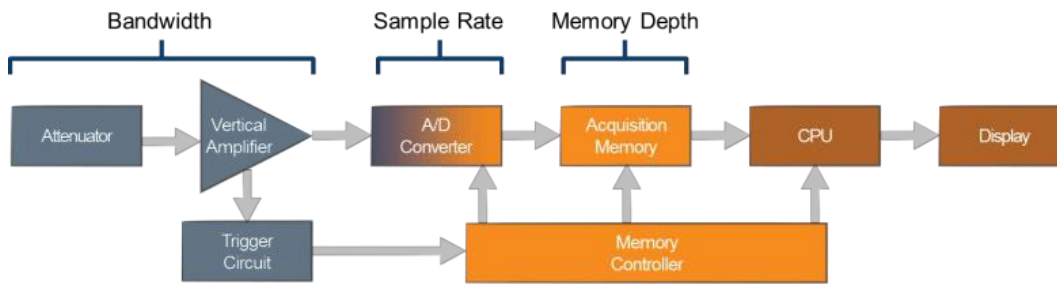 Bandwidth
Sample Rate
Memory Depth
Attenuator
Vertical
Amplifier
A/D
Converter
Acquisition
Memory
CPU
Display
Trigger
Circuit
Memory
Controller